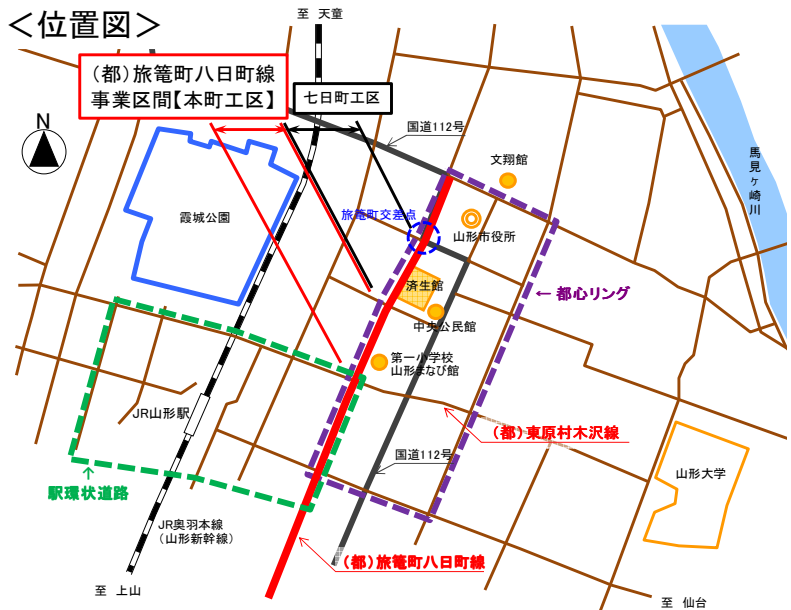 ＜位置図＞
至 天童
(都)旅篭町八日町線
事業区間【本町工区】
七日町工区
国道112号
N
文翔館
馬見ヶ崎川
霞城公園
旅篭町交差点
山形市役所
済生館
← 都心リング
中央公民館
第一小学校
山形まなび館
JR山形駅
(都)東原村木沢線
国道112号
山形大学
駅環状道路
JR奥羽本線
(山形新幹線)
(都)旅篭町八日町線
至 上山
至 仙台